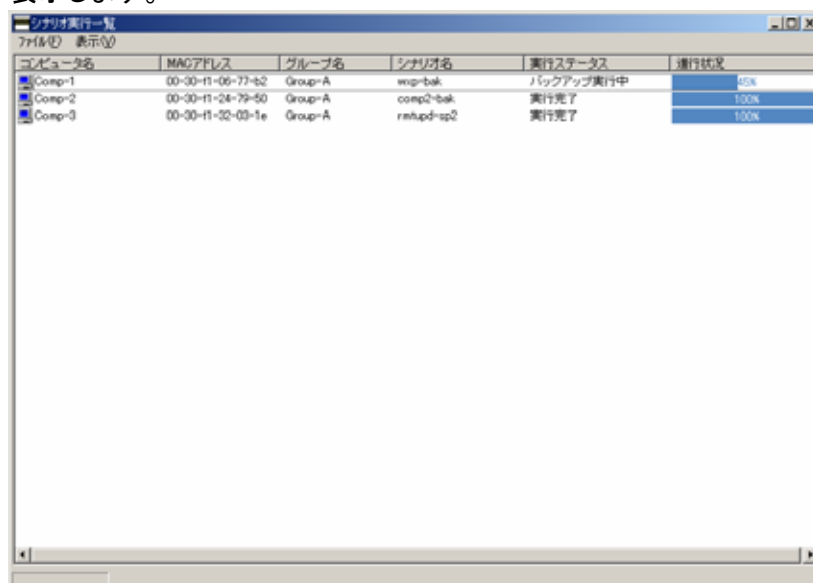 表示します。
シナリオ実行一覧
ファイル(F) 表示(V)
コンピュータ名 MACアドレス グループ名 シナリオ名 実行ステータス 進行状況
Comp-1 00-30-f1-06-77-b2 Group-A wxp-bak バックアップ実行中 45%
Comp-2 00-30-f1-24-79-50 Group-A comp2-bak 実行完了 100%
Comp-3 00-30-f1-32-03-1e Group-A rmtupd-sp2 実行完了 100%